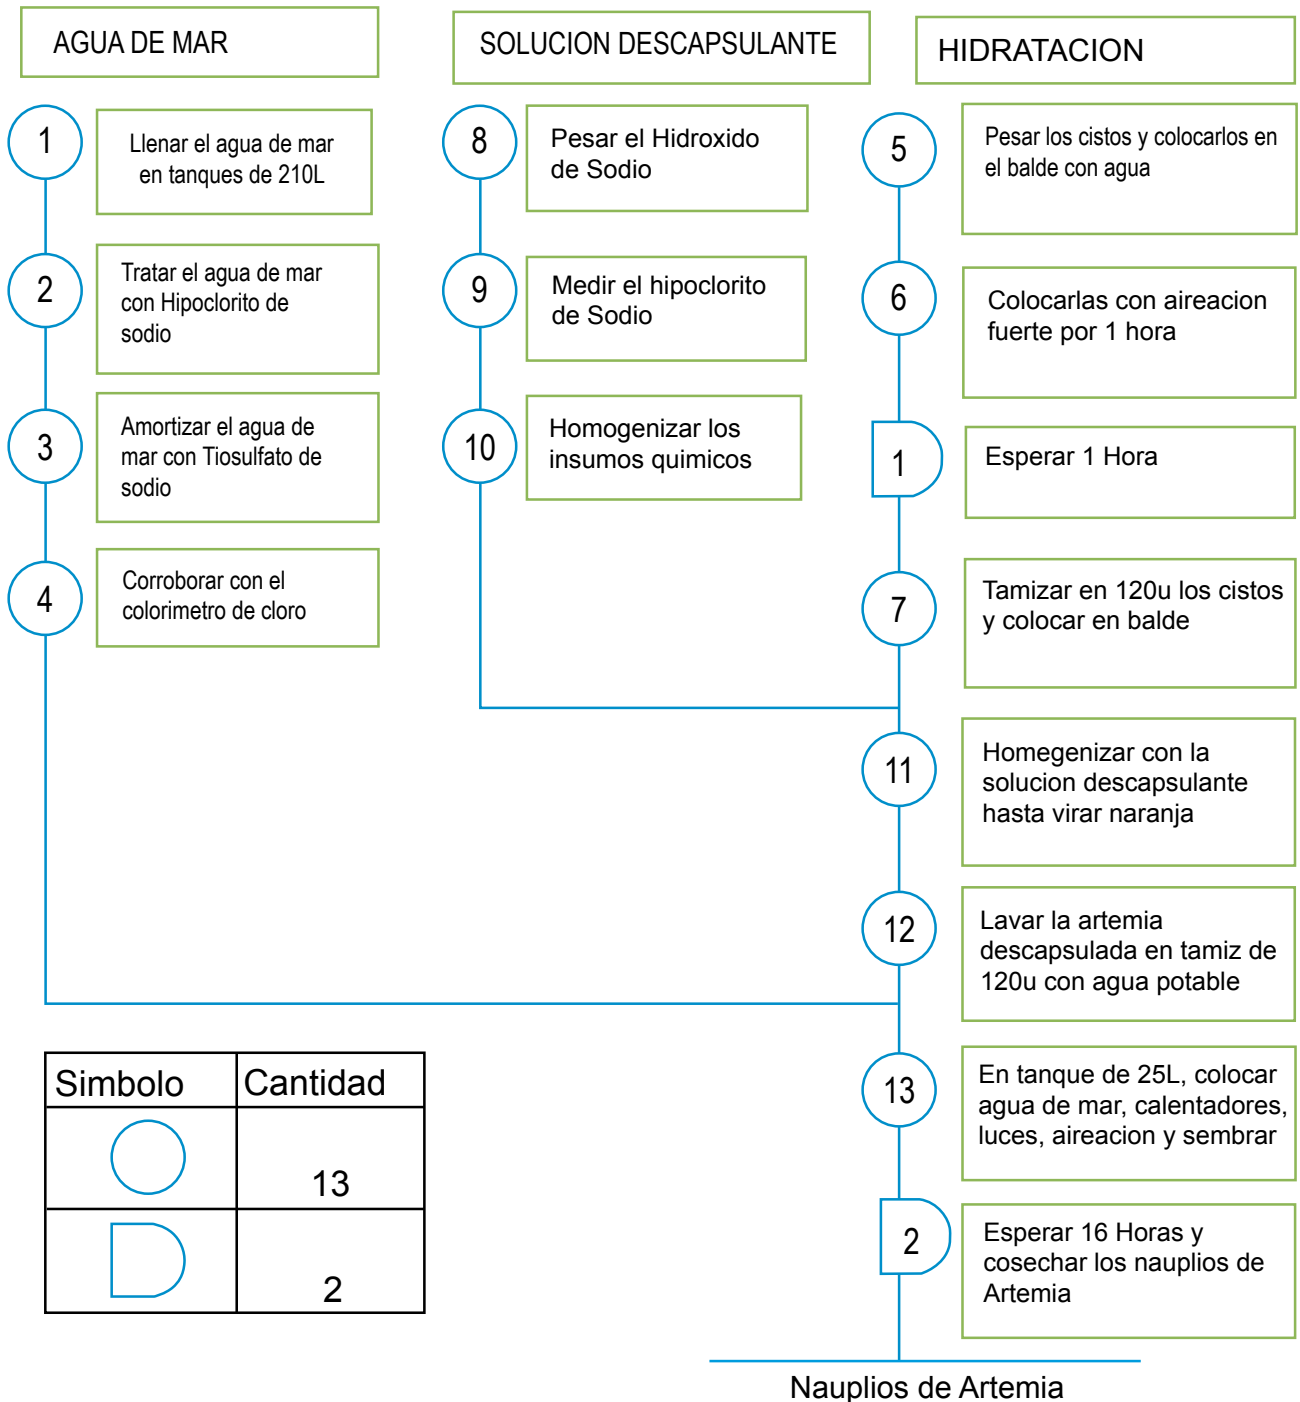 AGUA DE MAR
1
Llenar el agua de mar
en tanques de 210L
2
Tratar el agua de mar
con Hipoclorito de
sodio
3
Amortizar el agua de
mar con Tiosulfato de
sodio
4
Corroborar con el
colorimetro de cloro
SOLUCION DESCAPSULANTE
8
Pesar el Hidroxido
de Sodio
9
Medir el hipoclorito
de Sodio
10
Homogenizar los
insumos quimicos
HIDRATACION
5
Pesar los cistos y colocarlos en
el balde con agua
6
Colocarlas con aireacion
fuerte por 1 hora
1
Esperar 1 Hora
7
Tamizar en 120u los cistos
y colocar en balde
11
Homegenizar con la
solucion descapsulante
hasta virar naranja
12
Lavar la artemia
descapsulada en tamiz de
120u con agua potable
13
En tanque de 25L, colocar
agua de mar, calentadores,
luces, aireacion y sembrar
2
Esperar 16 Horas y
cosechar los nauplios de
Artemia
Nauplios de Artemia
Simbolo Cantidad
13
2